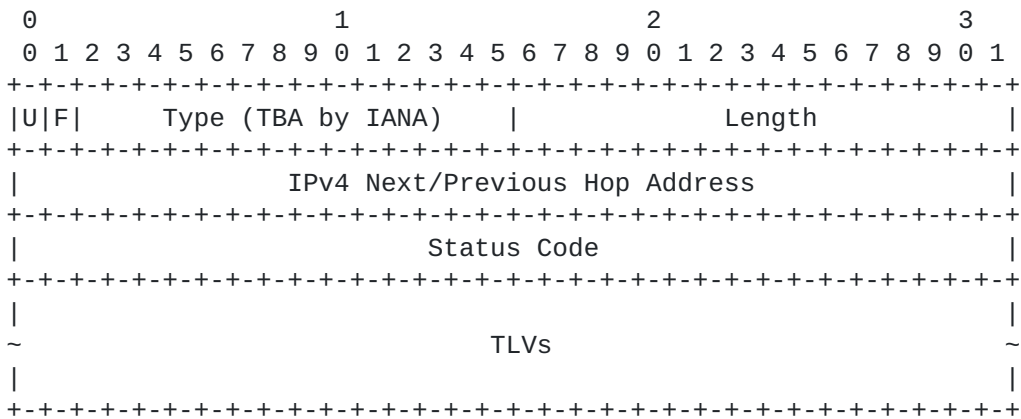 0                   1                   2                   3
 0 1 2 3 4 5 6 7 8 9 0 1 2 3 4 5 6 7 8 9 0 1 2 3 4 5 6 7 8 9 0 1
+-+-+-+-+-+-+-+-+-+-+-+-+-+-+-+-+-+-+-+-+-+-+-+-+-+-+-+-+-+-+-+-+
|U|F|    Type (TBA by IANA)    |             Length            |
+-+-+-+-+-+-+-+-+-+-+-+-+-+-+-+-+-+-+-+-+-+-+-+-+-+-+-+-+-+-+-+-+
|                 IPv4 Next/Previous Hop Address                |
+-+-+-+-+-+-+-+-+-+-+-+-+-+-+-+-+-+-+-+-+-+-+-+-+-+-+-+-+-+-+-+-+
|                          Status Code                          |
+-+-+-+-+-+-+-+-+-+-+-+-+-+-+-+-+-+-+-+-+-+-+-+-+-+-+-+-+-+-+-+-+
|                                                               |
~                              TLVs                             ~
|                                                               |
+-+-+-+-+-+-+-+-+-+-+-+-+-+-+-+-+-+-+-+-+-+-+-+-+-+-+-+-+-+-+-+-+